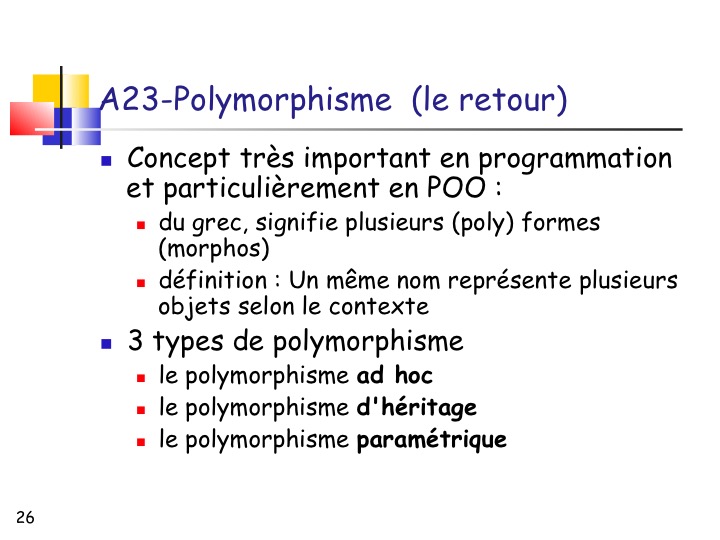 A23-Polymorphisme (le retour)
Concept très important en programmation
et particulièrement en POO :
du grec, signifie plusieurs (poly) formes
(morphos)
définition : Un même nom représente plusieurs
objets selon le contexte
3 types de polymorphisme
le polymorphisme ad hoc
le polymorphisme d'héritage
le polymorphisme paramétrique
26